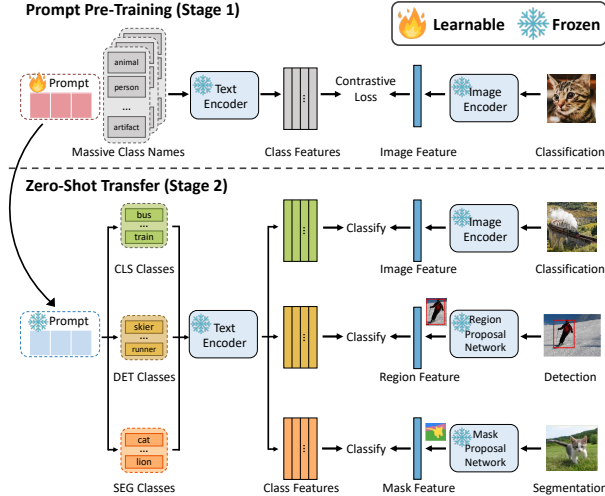 Prompt Pre-Training (Stage 1)
Learnable
Frozen
Prompt
animal
person
...
artifact
Text
Encoder
...
Contrastive
Loss
Image
Encoder
Massive Class Names
Class Features
Image Feature
Classification
Zero-Shot Transfer (Stage 2)
bus
...
train
CLS Classes
...
Classify
Image
Encoder
Image Feature
Classification
Prompt
skier
...
runner
DET Classes
Text
Encoder
...
Classify
Region
Proposal
Network
Region Feature
Detection
cat
...
lion
SEG Classes
...
Class Features
Classify
Mask
Proposal
Network
Mask Feature
Segmentation